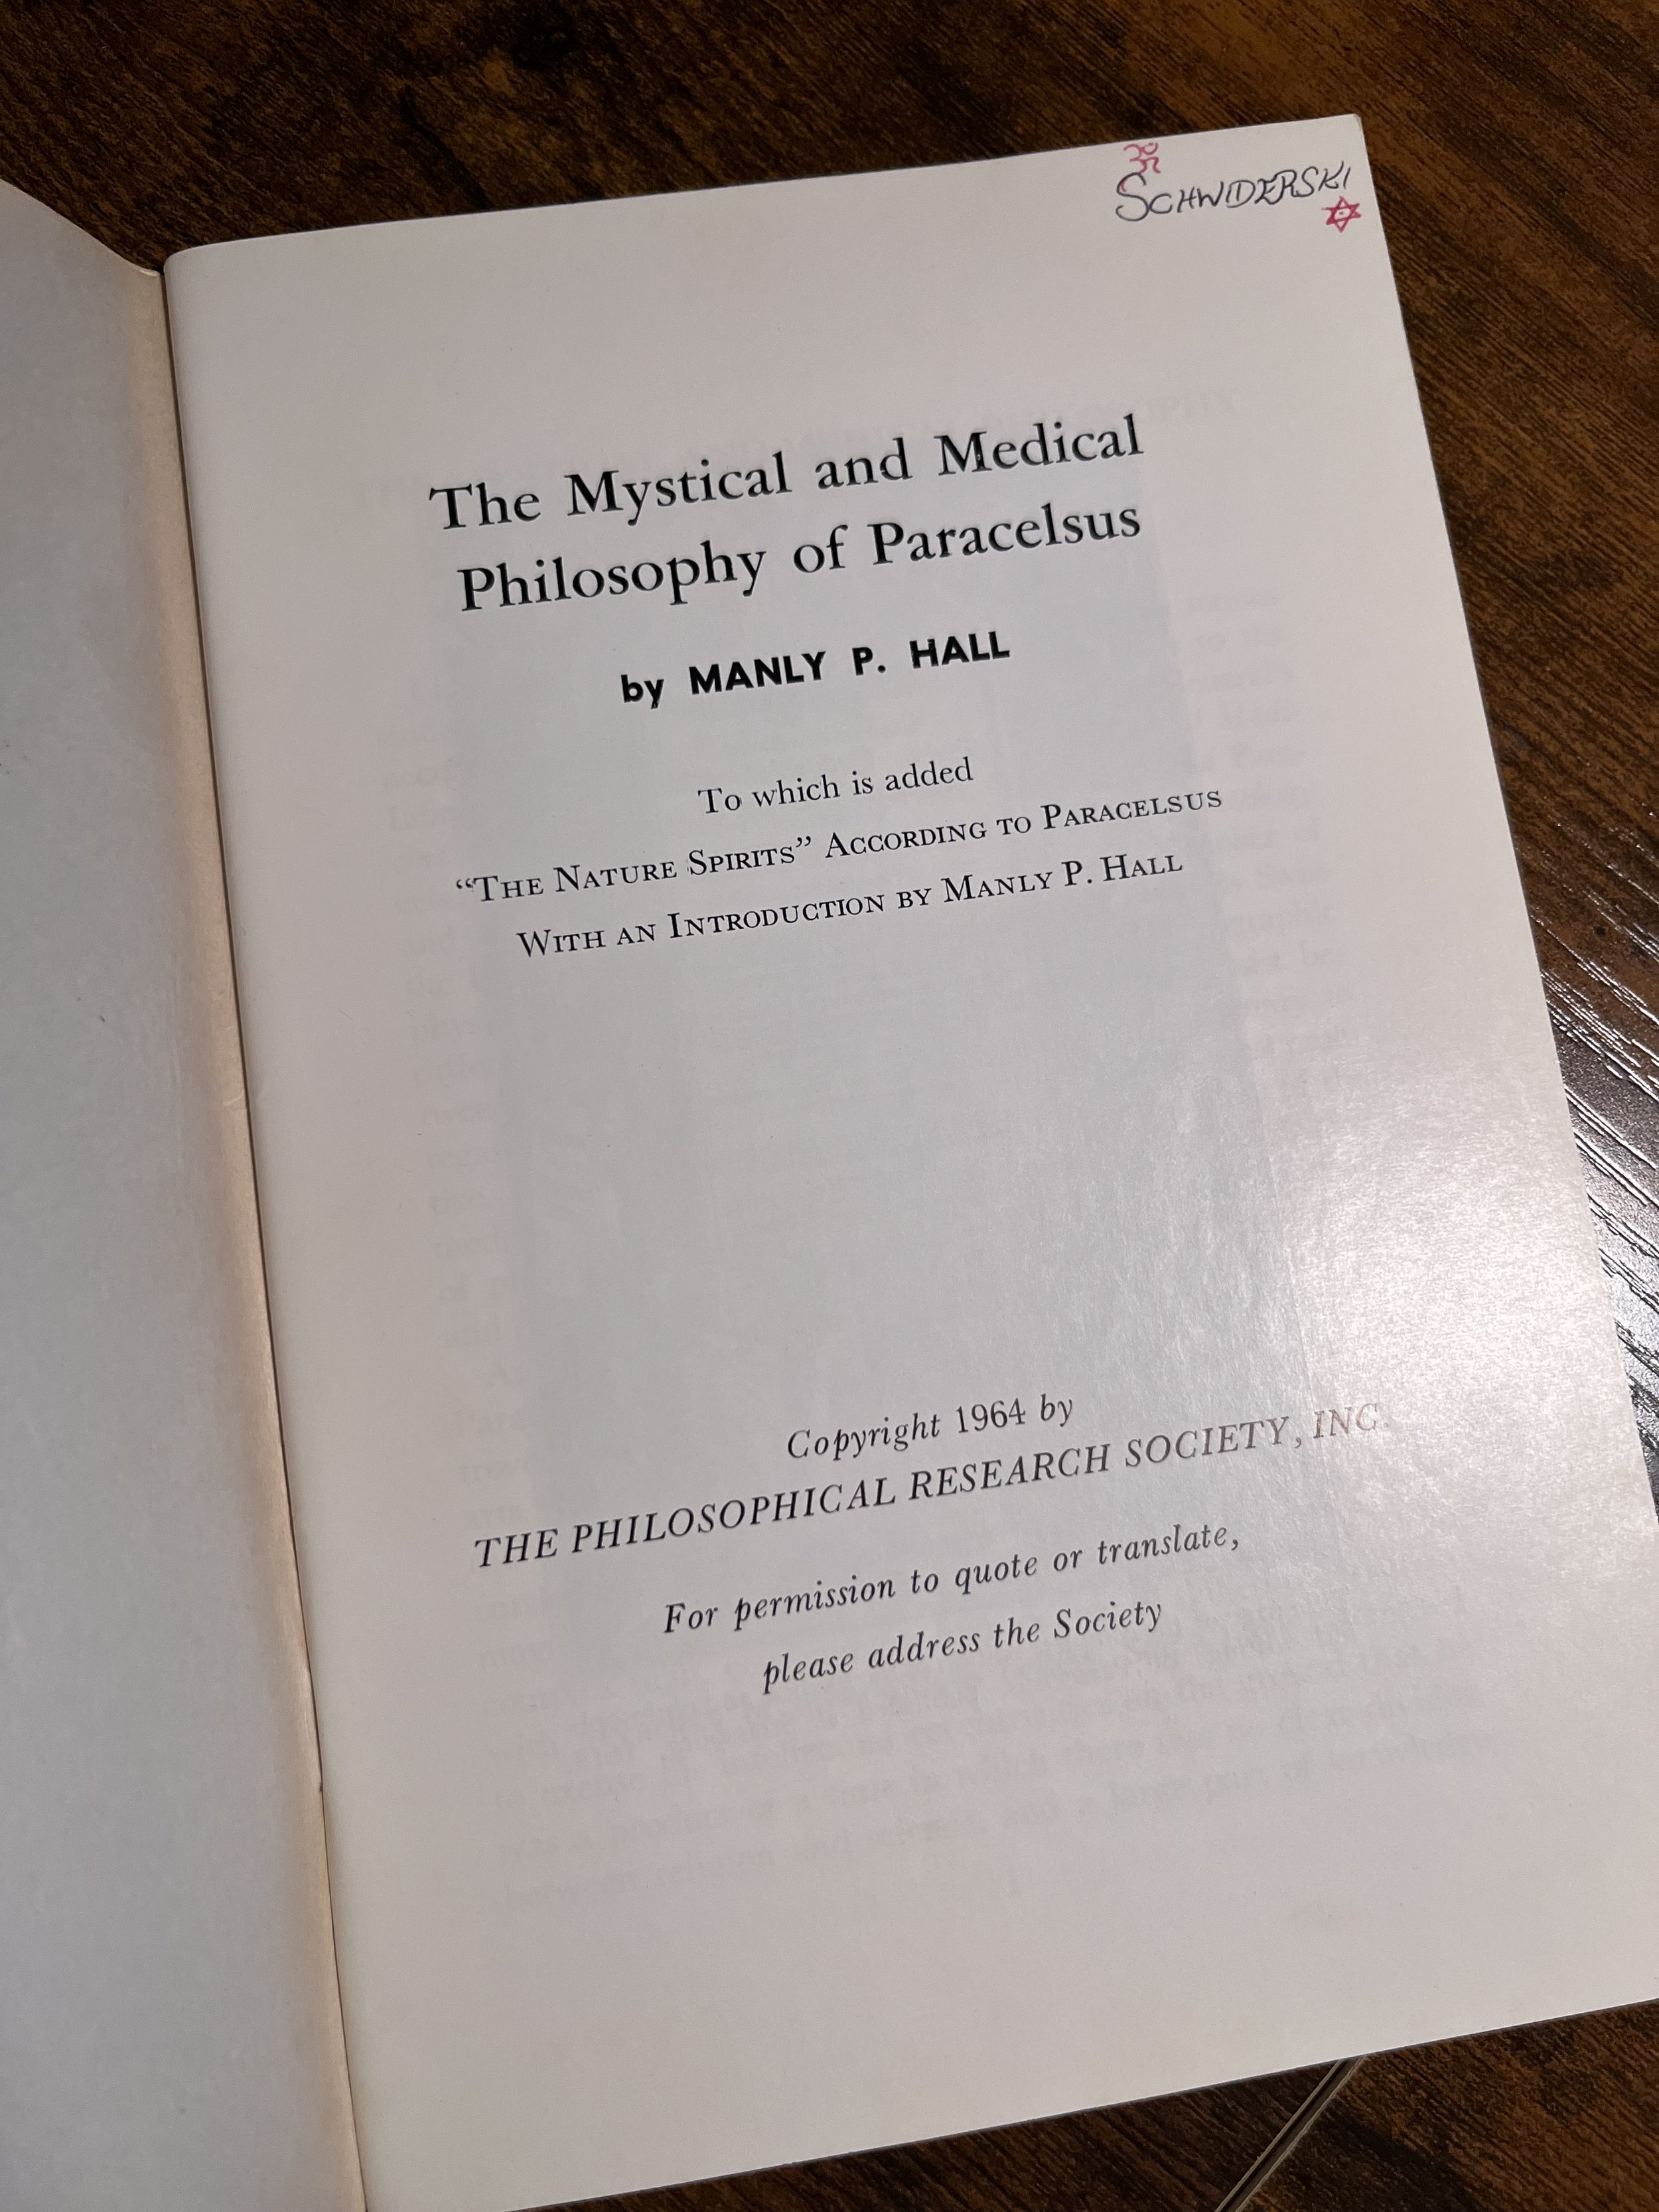 ॐ
SCHWDERSKI
The Mystical and Medical
Philosophy of Paracelsus
by MANLY P. HALL
To which is added
“THE NATURE SPIRITS” ACCORDING TO PARACELSUS
WITH AN INTRODUCTION BY MANLY P. HALL
Copyright 1964 by
THE PHILOSOPHICAL RESEARCH SOCIETY, INC.
For permission to quote or translate,
please address the Society